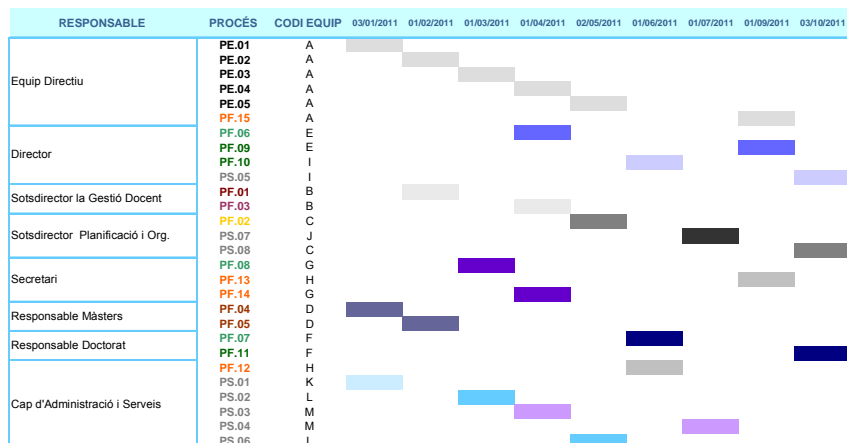 RESPONSABLE PROCÉS CODI EQUIP 03/01/2011 01/02/2011 01/03/2011 01/04/2011 02/05/2011 01/06/2011 01/07/2011 01/09/2011 03/10/2011
Equip Directiu
PE.01 A
PE.02 A
PE.03 A
PE.04 A
PE.05 A
PF.15 A
Director
PF.06 E
PF.09 E
PF.10 I
PS.05 I
Sotsdirector la Gestió Docent
PF.01 B
PF.03 B
Sotsdirector Planificació i Org.
PF.02 C
PS.07 J
PS.08 C
Secretari
PF.08 G
PF.13 H
PF.14 G
Responsable Màsters
PF.04 D
PF.05 D
Responsable Doctorat
PF.07 F
PF.11 F
Cap d'Administració i Serveis
PF.12 H
PS.01 K
PS.02 L
PS.03 M
PS.04 M
PS.06 L